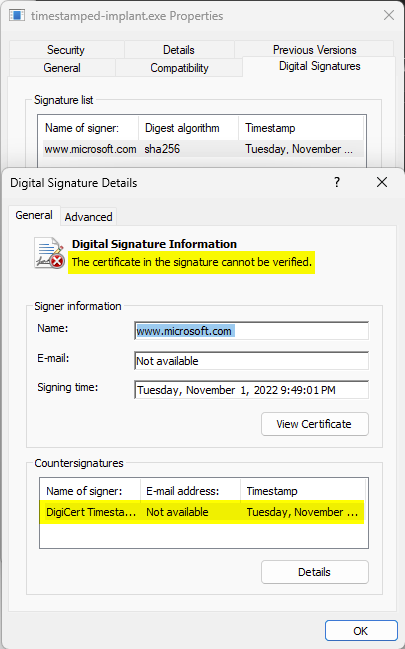 timestamped-implant.exe Properties
Security Details Previous Versions
General Compatibility Digital Signatures
Signature list
Name of signer: Digest algorithm Timestamp
www.microsoft.com sha256 Tuesday, November ...
Digital Signature Details ?
General Advanced
Digital Signature Information
The certificate in the signature cannot be verified.
Signer information
Name: www.microsoft.com
E-mail: Not available
Signing time: Tuesday, November 1, 2022 9:49:01 PM
View Certificate
Countersignatures
Name of signer: E-mail address: Timestamp
DigiCert Timesta... Not available Tuesday, November ...
Details
OK